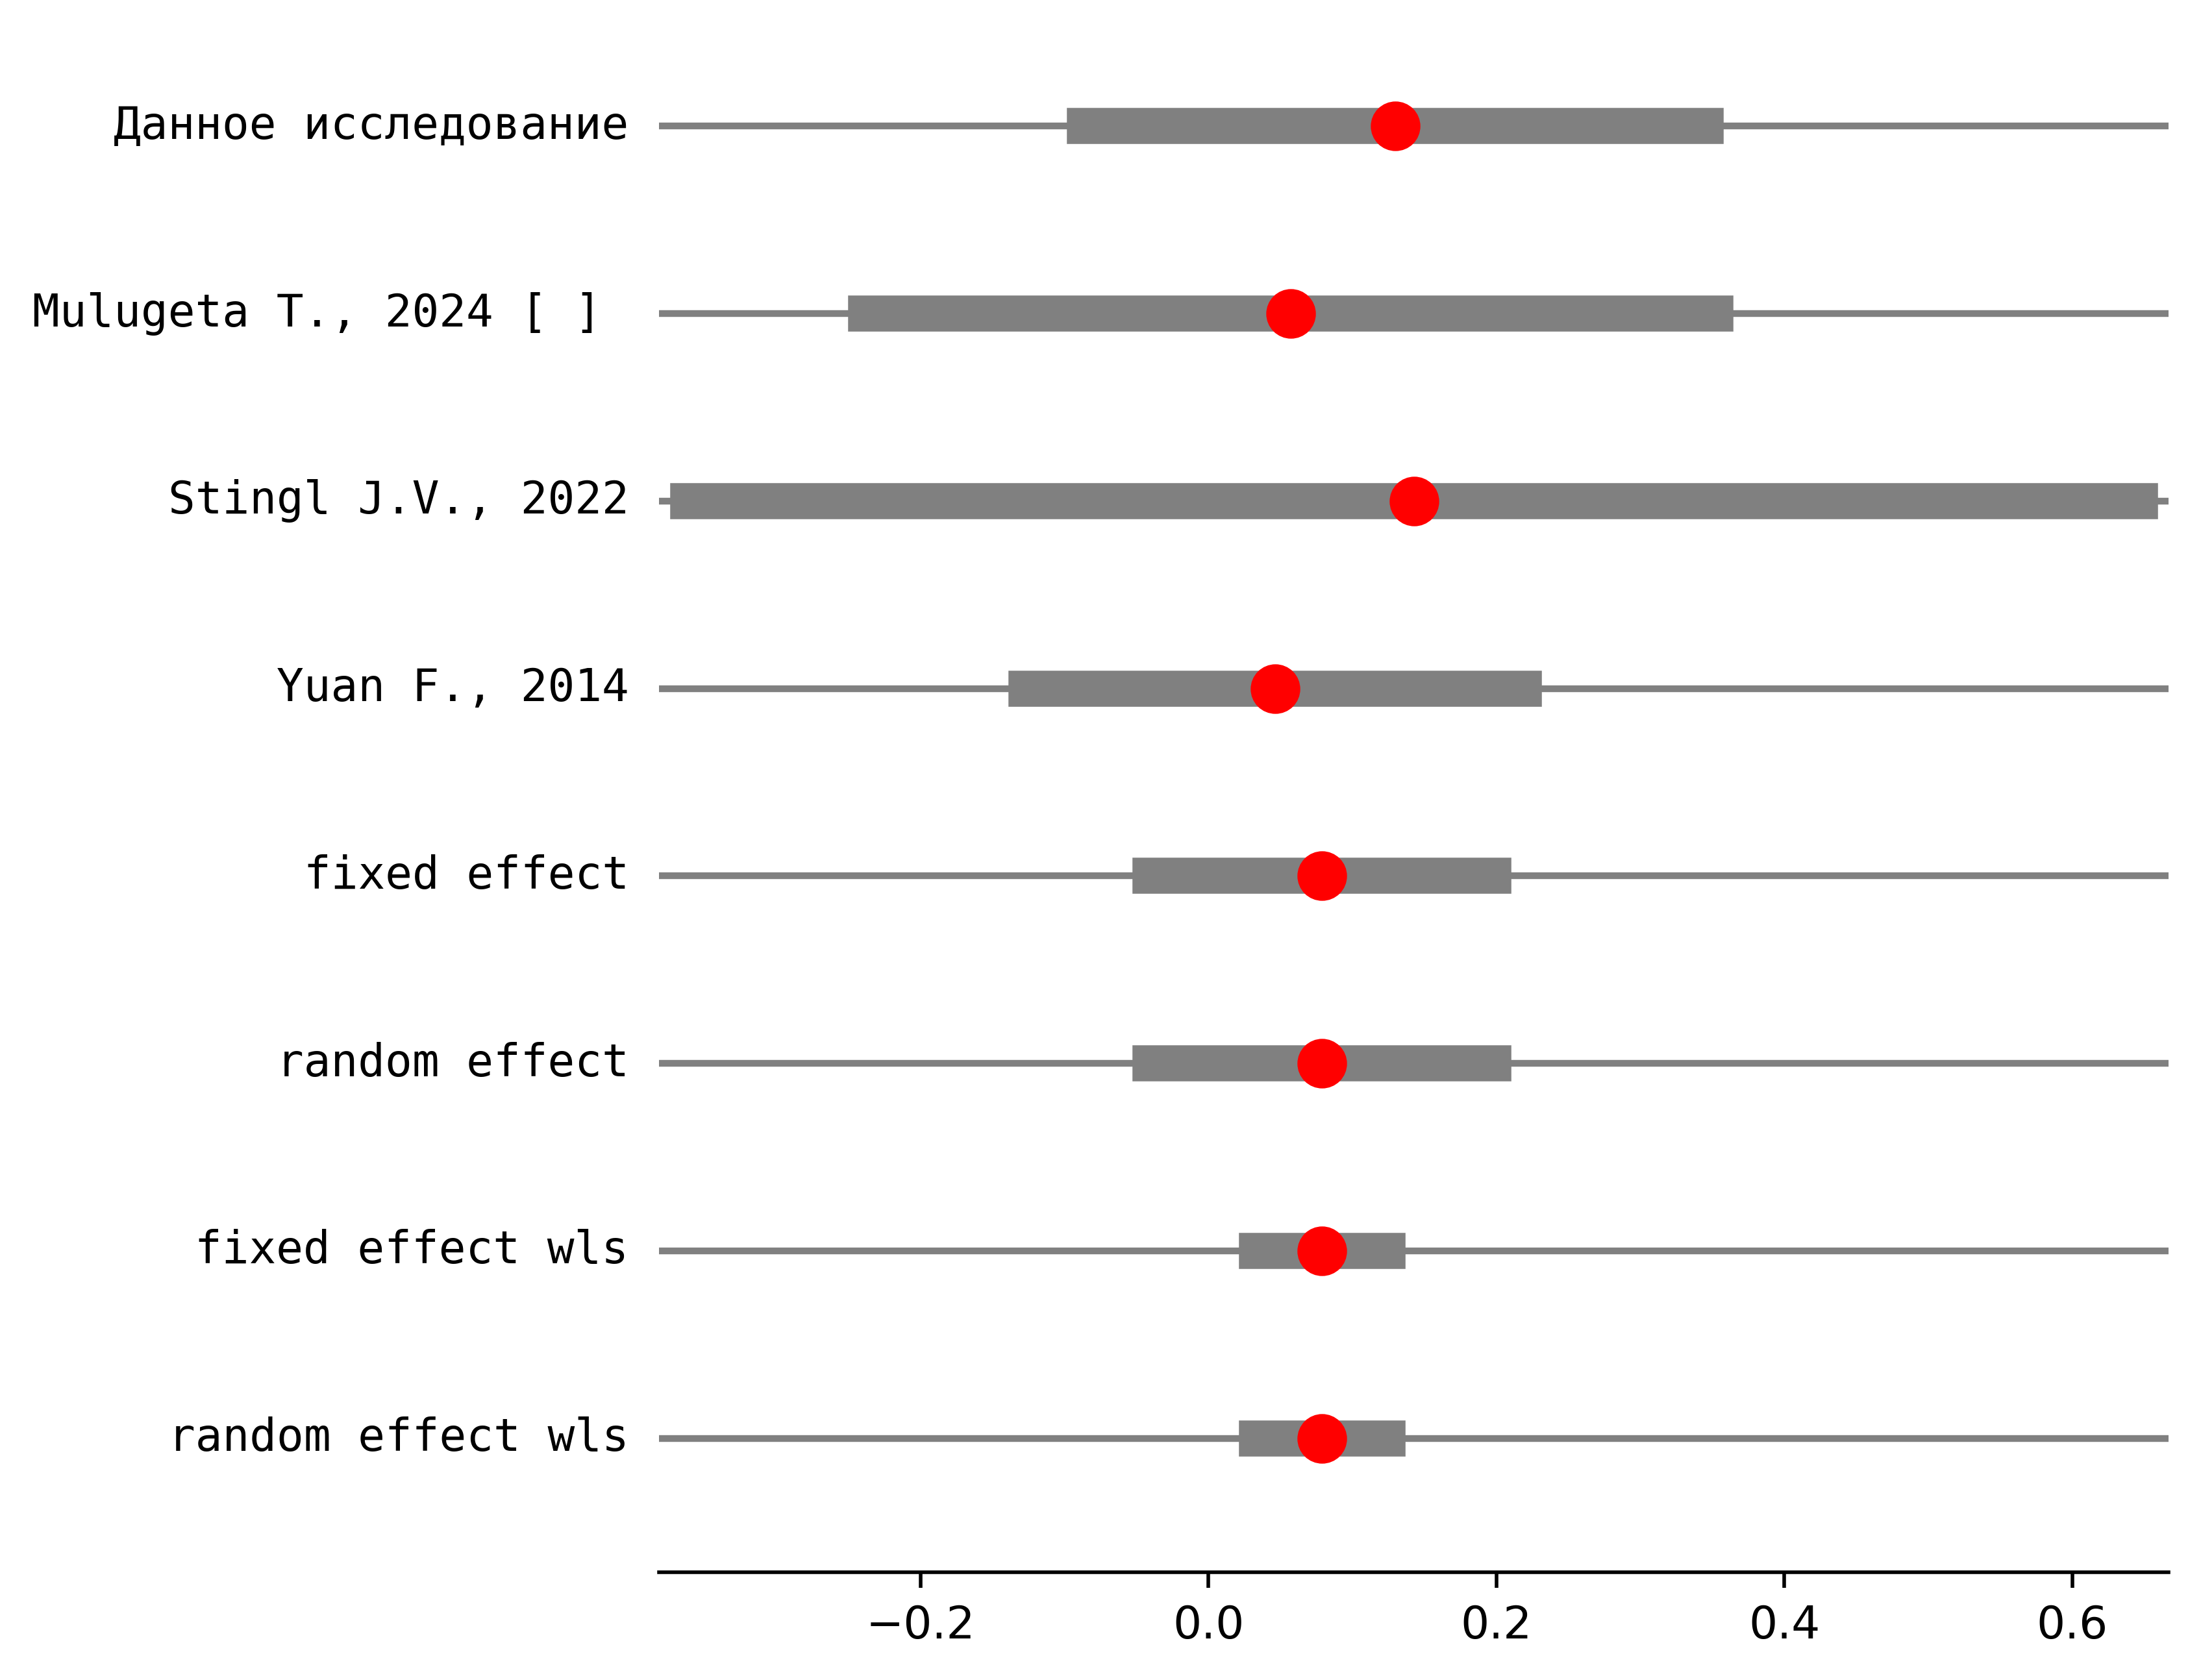 Данное исследование
Mulugeta T., 2024 [ ]
Stingl J.V., 2022
Yuan F., 2014
fixed effect
random effect
fixed effect wls
random effect wls
−0.2 0.0 0.2 0.4 0.6